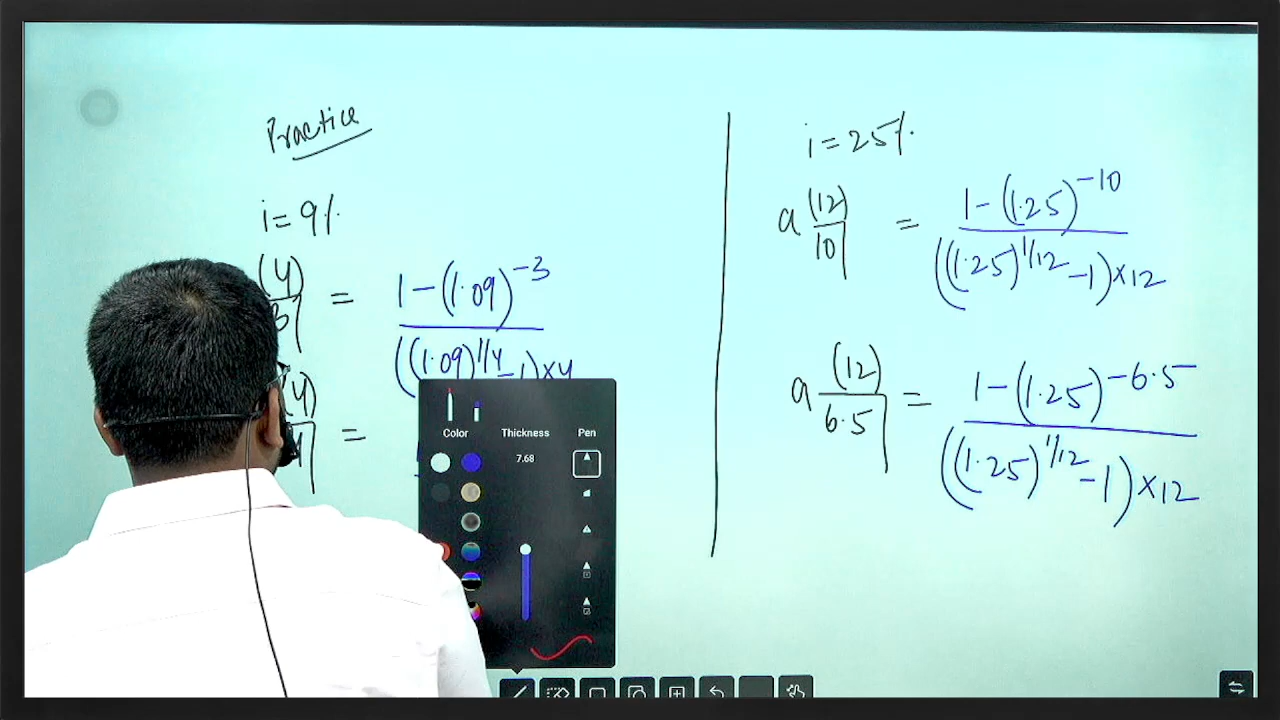 Practice
i = 9%
(4)
3 = 1-(1.09)^-3
((1.09)^1/4 -1)×4
(4)
=
i = 25%
a (12) 10 = 1-(1.25)^-10
((1.25)^1/12 -1)×12
a (12) 6.5 = 1-(1.25)^-6.5
((1.25)^1/12 -1)×12
Color Thickness Pen
7.68